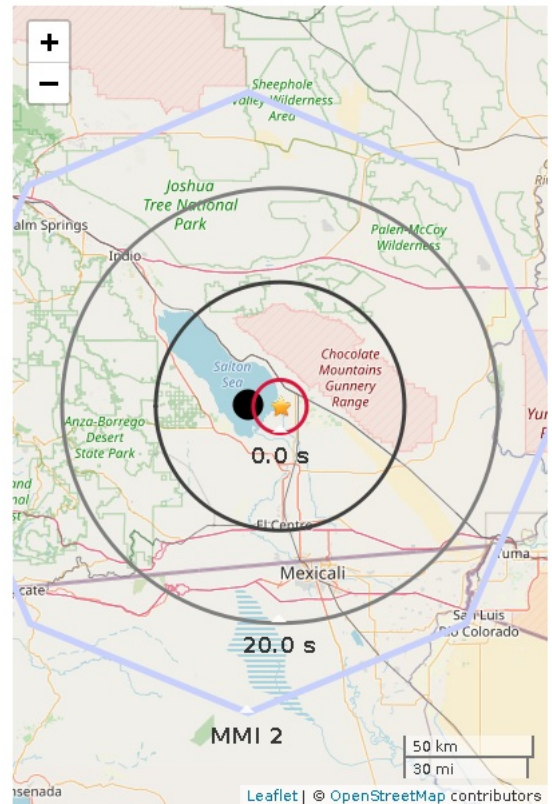 +
−
Sheephole
Valley Wilderness
Area
Joshua
Tree National
Park
alm Springs
Palen-McCoy
Wilderness
Indio
Salton
Sea
Chocolate
Mountains
Gunnery
Range
Anza-Borrego
Desert
State Park
0.0 s
El Centro
Yuma
cate
Mexicali
San Luis
Río Colorado
20.0 s
MMI 2
50 km
30 mi
nsenada
Leaflet | © OpenStreetMap contributors